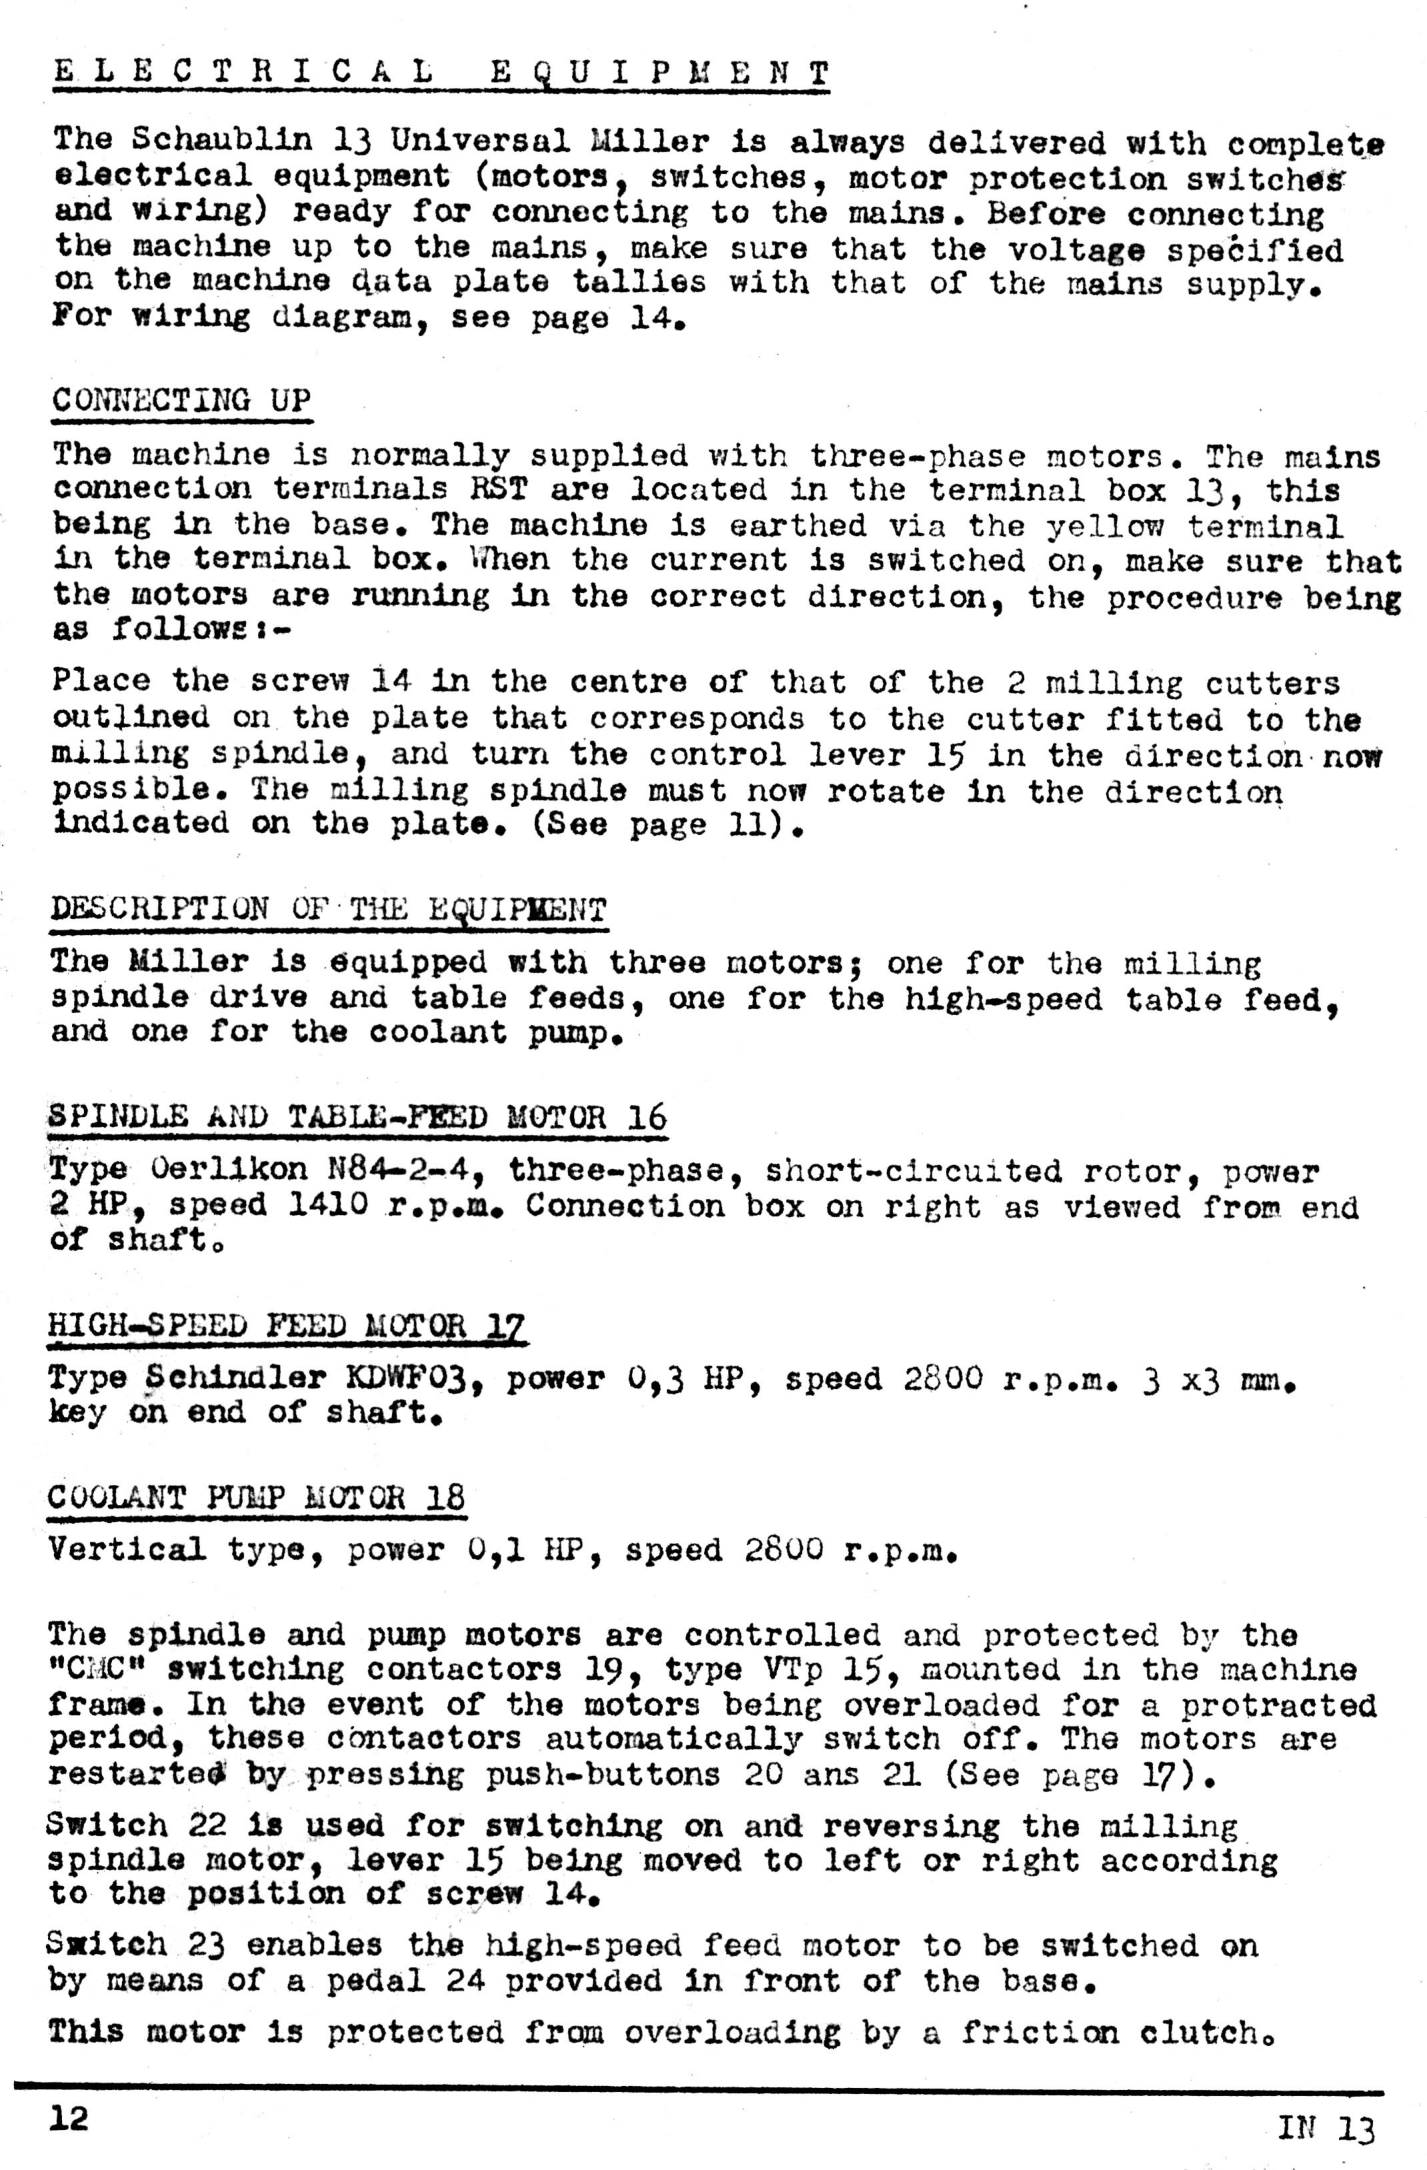 ELECTRICAL EQUIPMENT
The Schaublin 13 Universal Miller is always delivered with complete
electrical equipment (motors, switches, motor protection switches
and wiring) ready for connecting to the mains. Before connecting
the machine up to the mains, make sure that the voltage specified
on the machine data plate tallies with that of the mains supply.
For wiring diagram, see page 14.
CONNECTING UP
The machine is normally supplied with three-phase motors. The mains
connection terminals RST are located in the terminal box 13, this
being in the base. The machine is earthed via the yellow terminal
in the terminal box. When the current is switched on, make sure that
the motors are running in the correct direction, the procedure being
as follows:-
Place the screw 14 in the centre of that of the 2 milling cutters
outlined on the plate that corresponds to the cutter fitted to the
milling spindle, and turn the control lever 15 in the direction now
possible. The milling spindle must now rotate in the direction
indicated on the plate. (See page 11).
DESCRIPTION OF THE EQUIPMENT
The Miller is equipped with three motors; one for the milling
spindle drive and table feeds, one for the high-speed table feed,
and one for the coolant pump.
SPINDLE AND TABLE-FEED MOTOR 16
Type Oerlikon N84-2-4, three-phase, short-circuited rotor, power
2 HP, speed 1410 r.p.m. Connection box on right as viewed from end
of shaft.
HIGH-SPEED FEED MOTOR 17
Type Schindler KDWF03, power 0,3 HP, speed 2800 r.p.m. 3 x3 mm.
key on end of shaft.
COOLANT PUMP MOTOR 18
Vertical type, power 0,1 HP, speed 2800 r.p.m.
The spindle and pump motors are controlled and protected by the
"CMC" switching contactors 19, type VTp 15, mounted in the machine
frame. In the event of the motors being overloaded for a protracted
period, these contactors automatically switch off. The motors are
restarted by pressing push-buttons 20 ans 21 (See page 17).
Switch 22 is used for switching on and reversing the milling
spindle motor, lever 15 being moved to left or right according
to the position of screw 14.
Switch 23 enables the high-speed feed motor to be switched on
by means of a pedal 24 provided in front of the base.
This motor is protected from overloading by a friction clutch.
12
IN 13